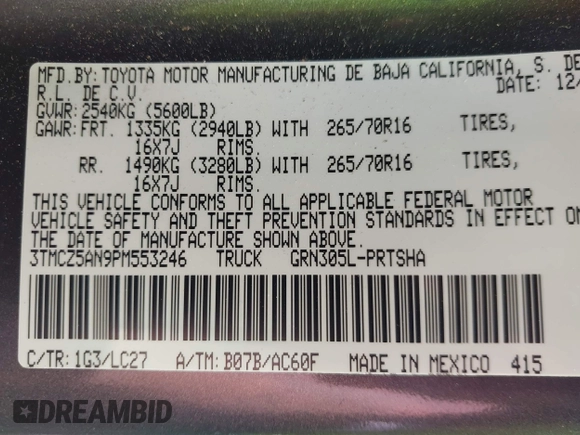 MFD.BY: TOYOTA MOTOR MANUFACTURING DE BAJA CALIFORNIA, S. DE
R.L. DE C.V. DATE: 12/
GVWR: 2540KG (5600LB)
GAWR: FRT. 1335KG (2940LB) WITH 265/70R16 TIRES,
16X7J RIMS.
RR. 1490KG (3280LB) WITH 265/70R16 TIRES,
16X7J RIMS.
THIS VEHICLE CONFORMS TO ALL APPLICABLE FEDERAL MOTOR
VEHICLE SAFETY AND THEFT PREVENTION STANDARDS IN EFFECT ON
THE DATE OF MANUFACTURE SHOWN ABOVE.
3TMCZ5AN9PM553246 TRUCK GRN305L-PRTSHA
C/TR: 1G3/LC27 A/TM: B07B/AC60F MADE IN MEXICO 415
DREAMBID